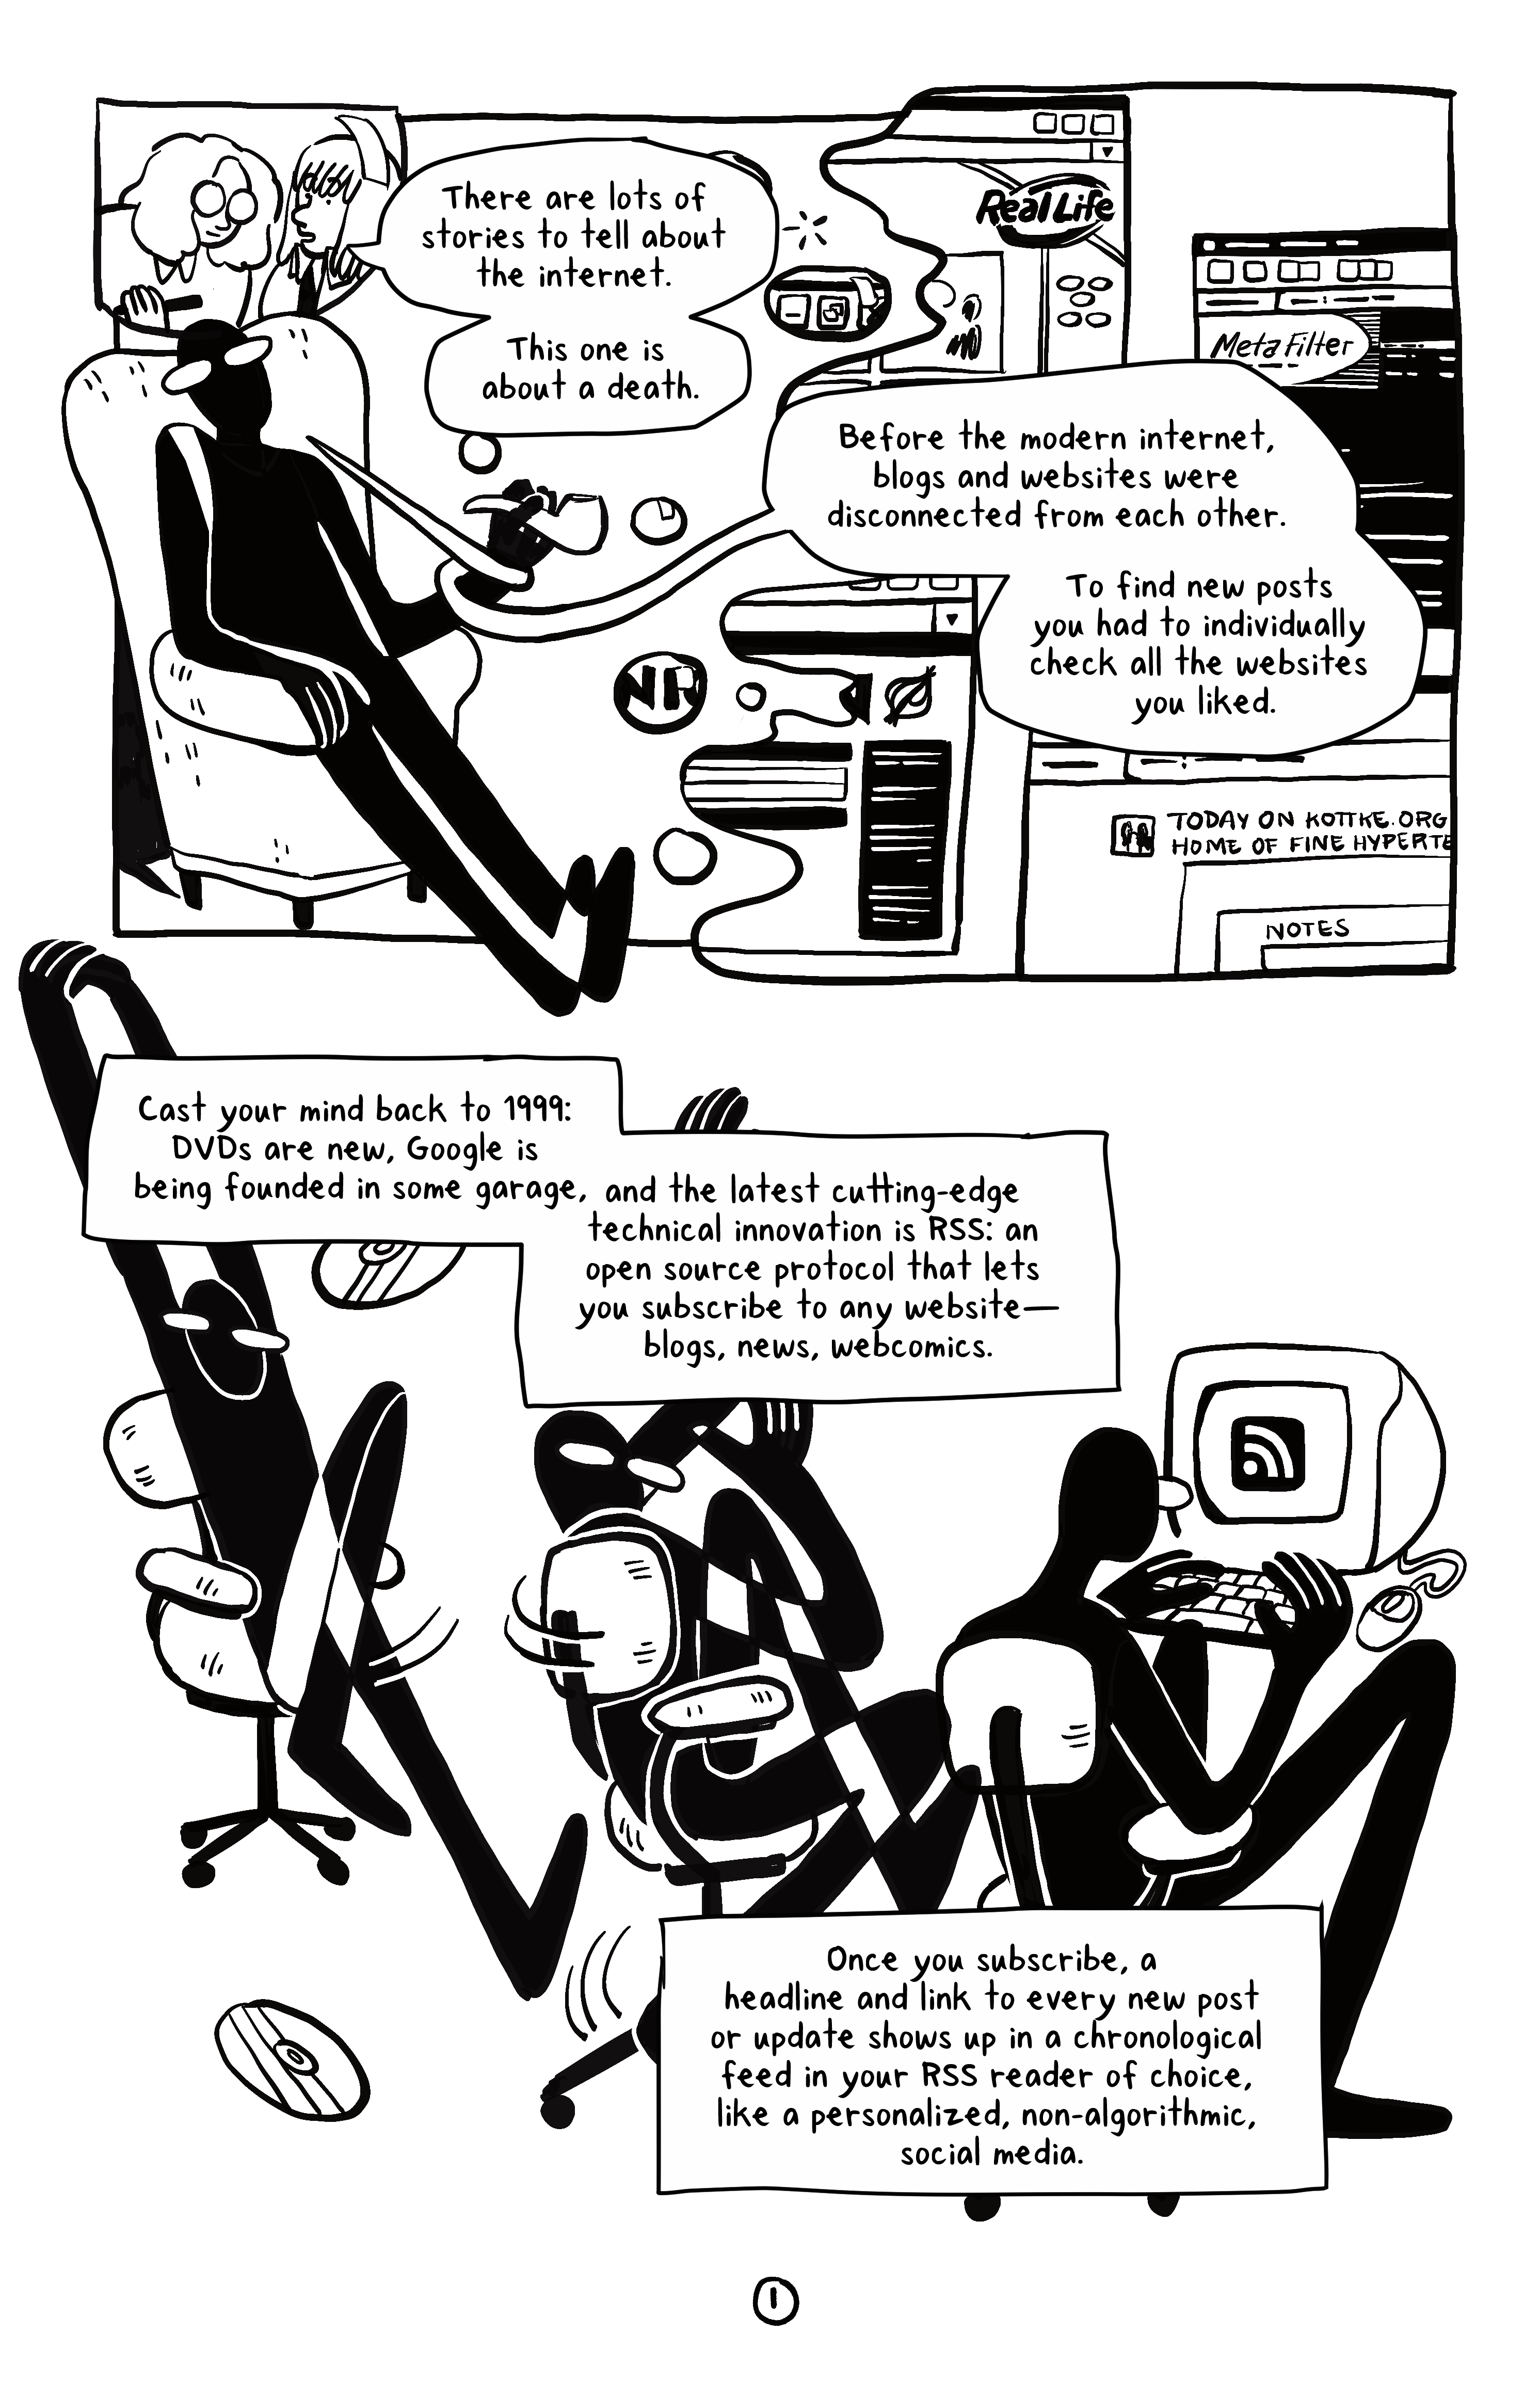 There are lots of
stories to tell about
the internet.
This one is
about a death.
Real Life
MetaFilter
Before the modern internet,
blogs and websites were
disconnected from each other.
To find new posts
you had to individually
check all the websites
you liked.
TODAY ON KOTTKE.ORG
HOME OF FINE HYPERTE
NOTES
Cast your mind back to 1999:
DVDs are new, Google is
being founded in some garage,
and the latest cutting-edge
technical innovation is RSS: an
open source protocol that lets
you subscribe to any website—
blogs, news, webcomics.
Once you subscribe, a
headline and link to every new post
or update shows up in a chronological
feed in your RSS reader of choice,
like a personalized, non-algorithmic,
social media.
1